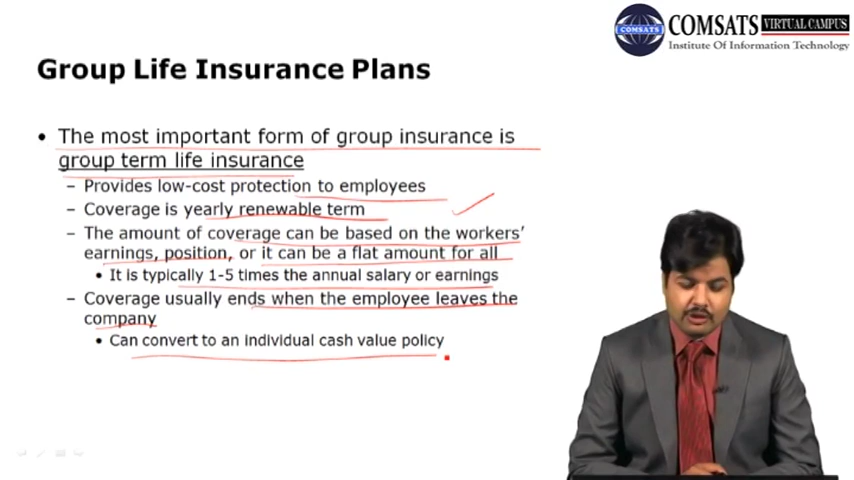 COMSATS VIRTUAL CAMPUS
COMSATS
Institute Of Information Technology
Group Life Insurance Plans
• The most important form of group insurance is
group term life insurance
– Provides low-cost protection to employees
– Coverage is yearly renewable term
– The amount of coverage can be based on the workers'
earnings, position, or it can be a flat amount for all
• It is typically 1-5 times the annual salary or earnings
– Coverage usually ends when the employee leaves the
company
• Can convert to an individual cash value policy